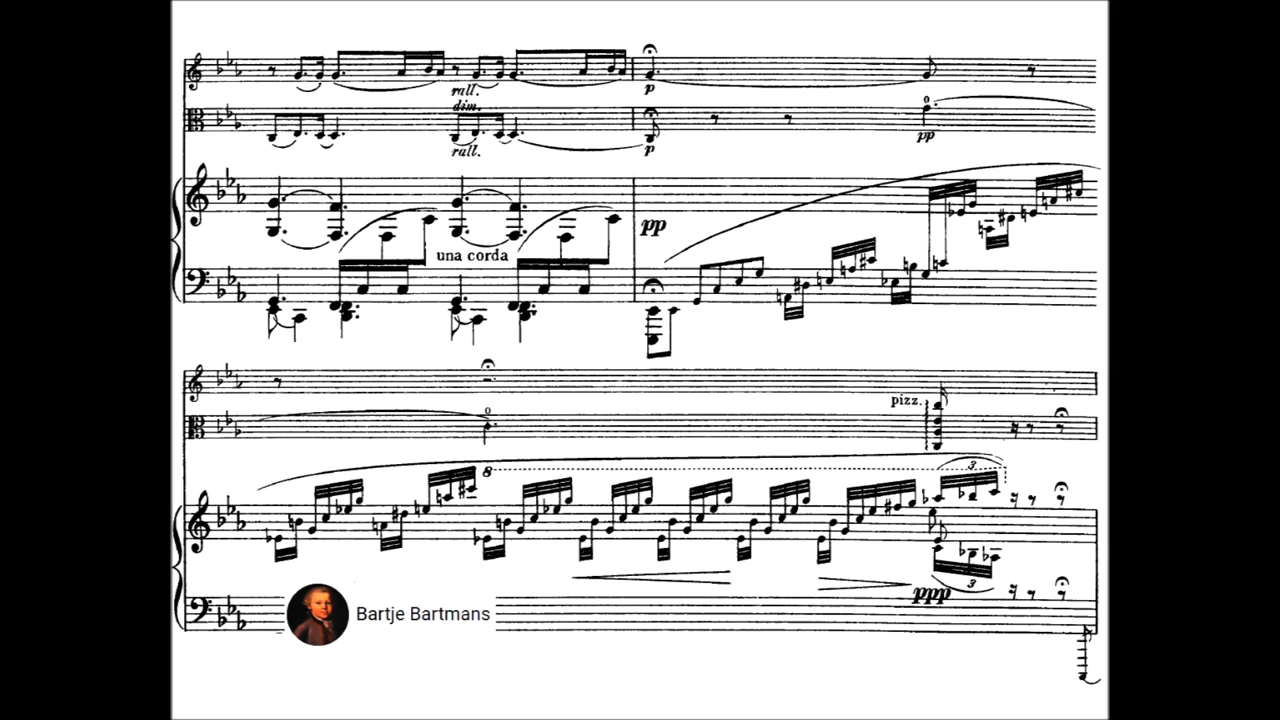 rall.
dim.
rall.
p
p
pp
pp
una corda
pizz.
8
3
3
ppp
Bartje Bartmans